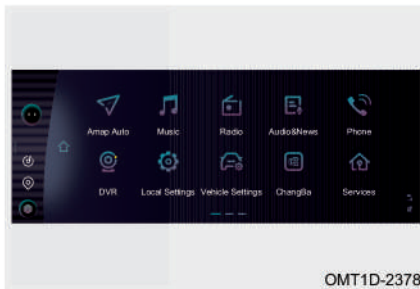 Amap Auto Music Radio Audio&News Phone
DVR Local Settings Vehicle Settings ChangBa Services
OMT1D-2378